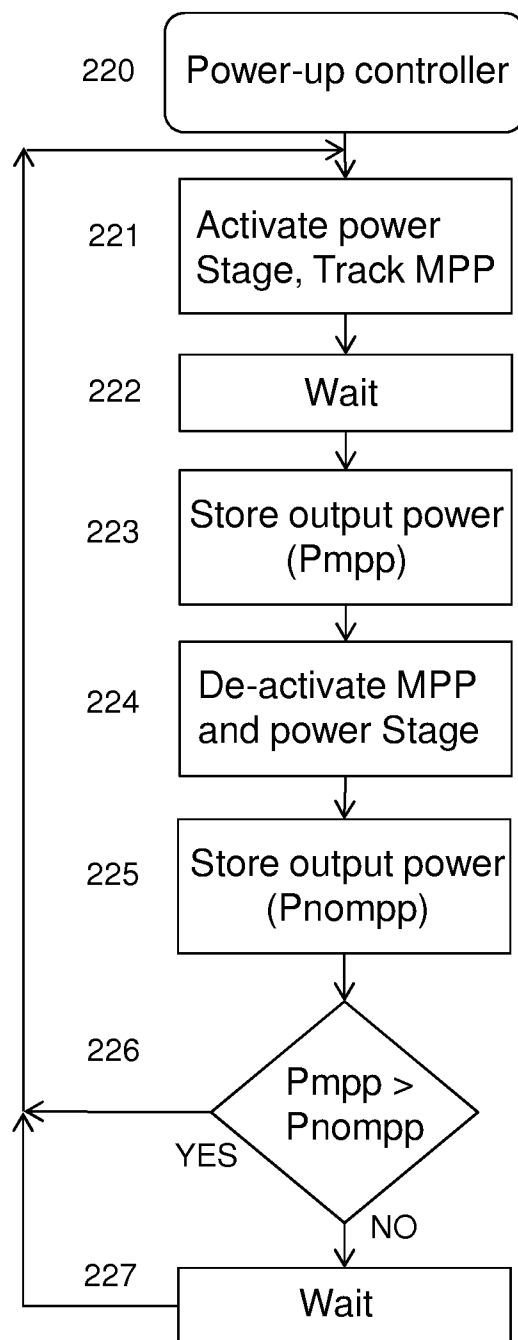 220
Power-up controller
221
Activate power
Stage, Track MPP
222
Wait
223
Store output power
(Pmpp)
224
De-activate MPP
and power Stage
225
Store output power
(Pnompp)
226
Pmpp >
Pnompp
YES
NO
227
Wait